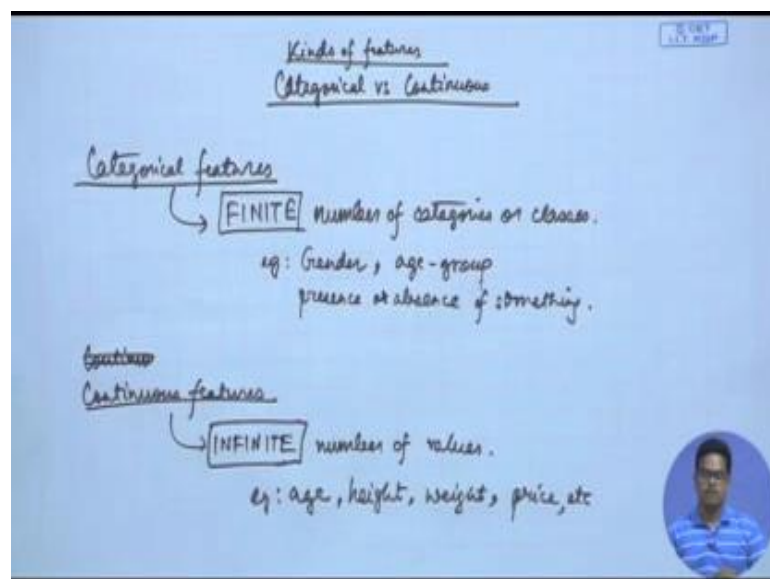 Kinds of features
Categorical vs Continuous
Categorical features
FINITE number of categories or classes.
eg: Gender, age-group
presence or absence of something.
Continuous features.
INFINITE number of values.
eg: age, height, weight, price, etc